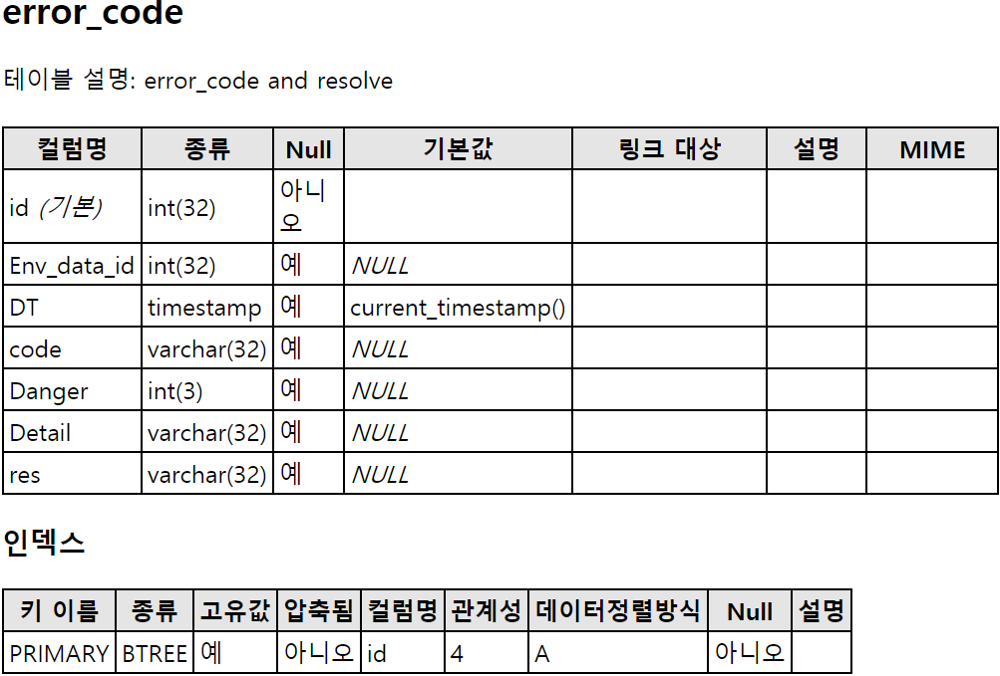 error_code
테이블 설명: error_code and resolve
컬럼명 종류 Null 기본값 링크 대상 설명 MIME
id (기본) int(32) 아니오
Env_data_id int(32) 예 NULL
DT timestamp 예 current_timestamp()
code varchar(32) 예 NULL
Danger int(3) 예 NULL
Detail varchar(32) 예 NULL
res varchar(32) 예 NULL
인덱스
키 이름 종류 고유값 압축됨 컬럼명 관계성 데이터정렬방식 Null 설명
PRIMARY BTREE 예 아니오 id 4 A 아니오